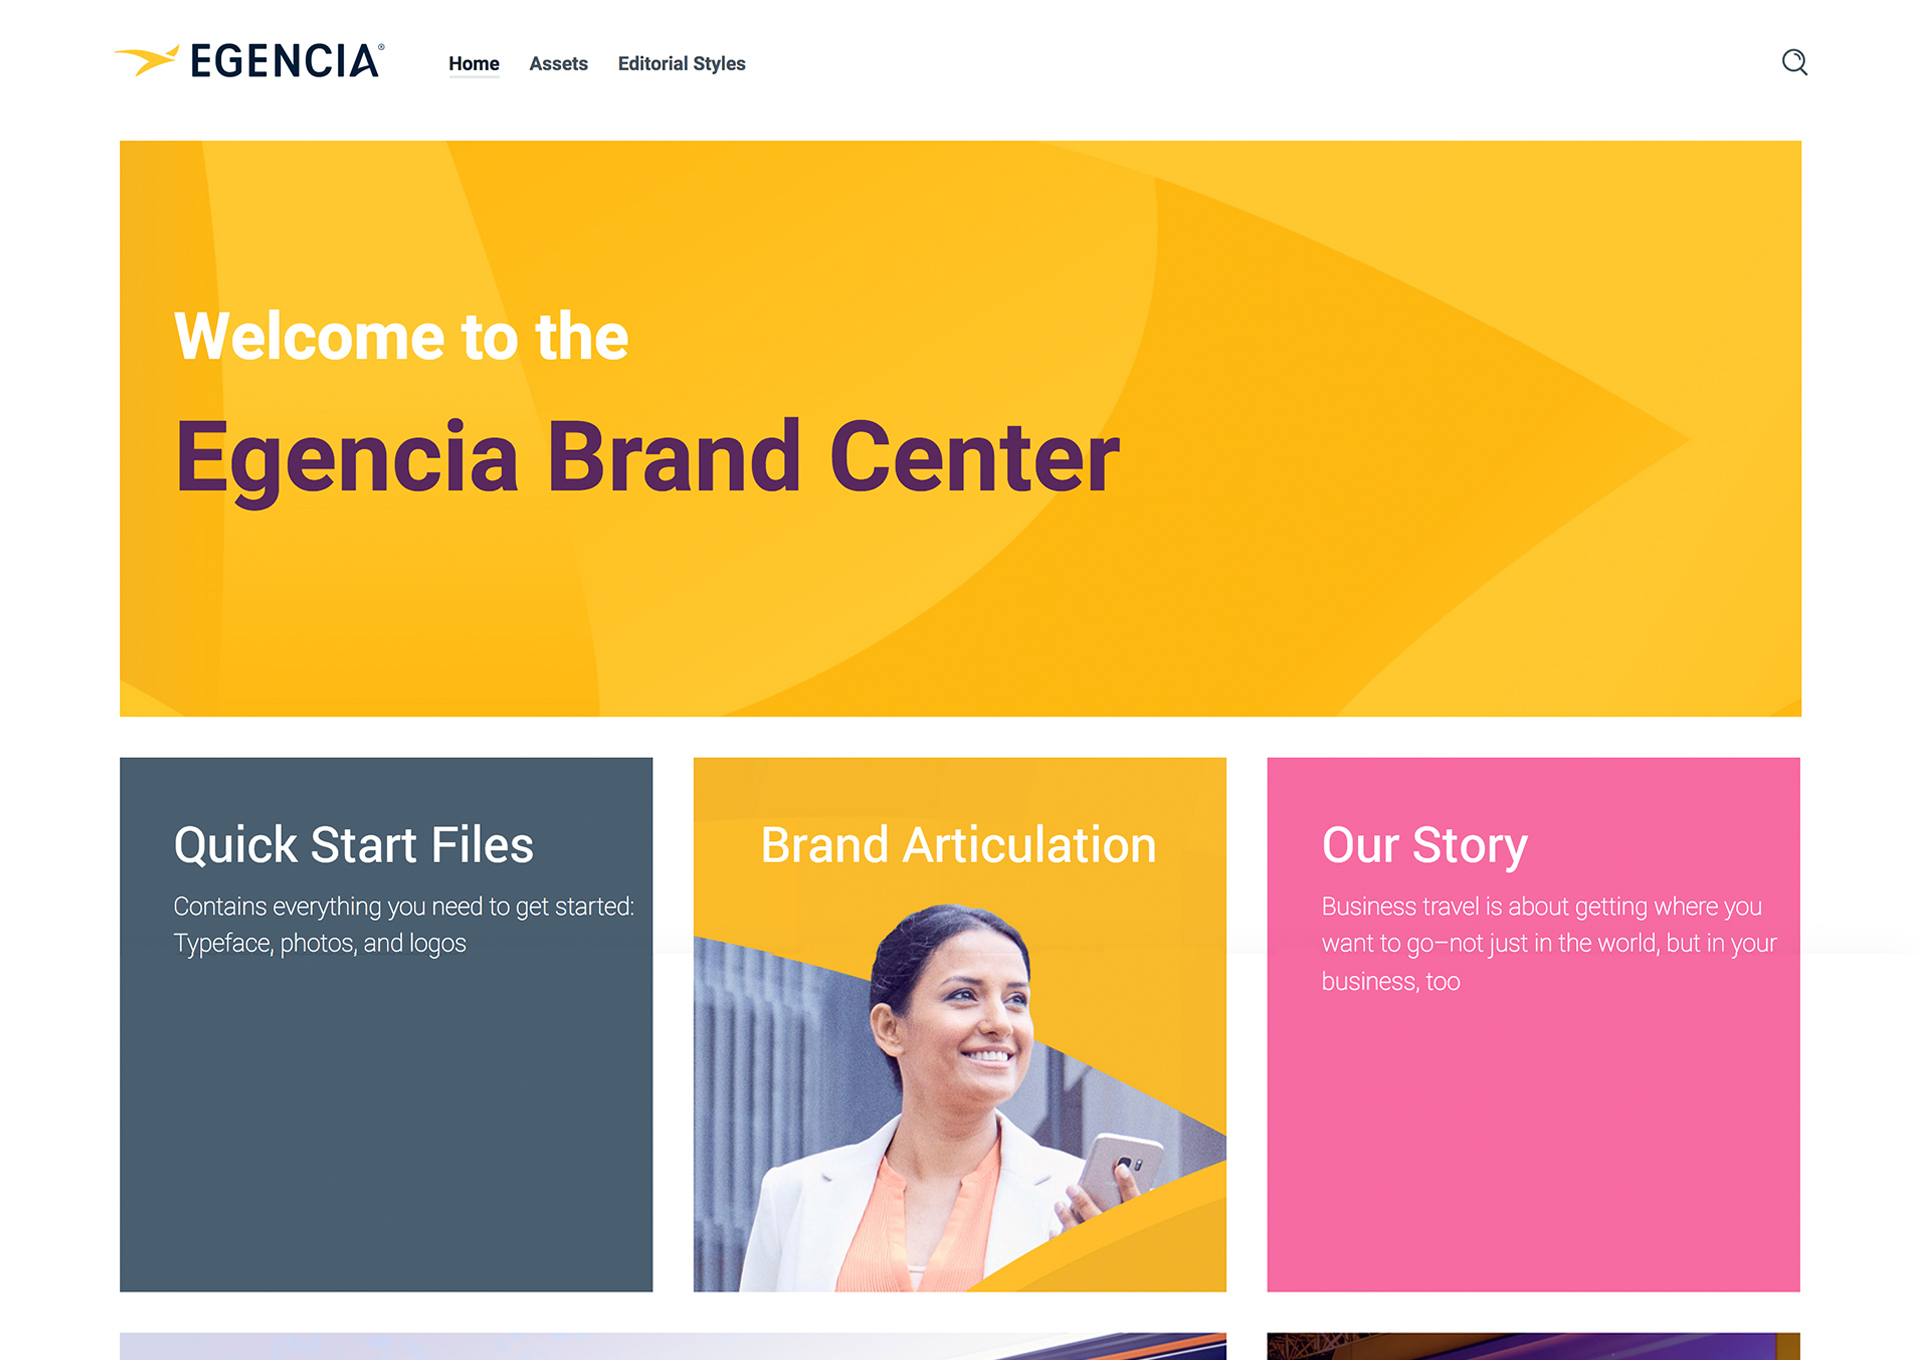 EGENCIA®
Home
Assets
Editorial Styles
Welcome to the
Egencia Brand Center
Quick Start Files
Contains everything you need to get started:
Typeface, photos, and logos
Brand Articulation
Our Story
Business travel is about getting where you
want to go–not just in the world, but in your
business, too